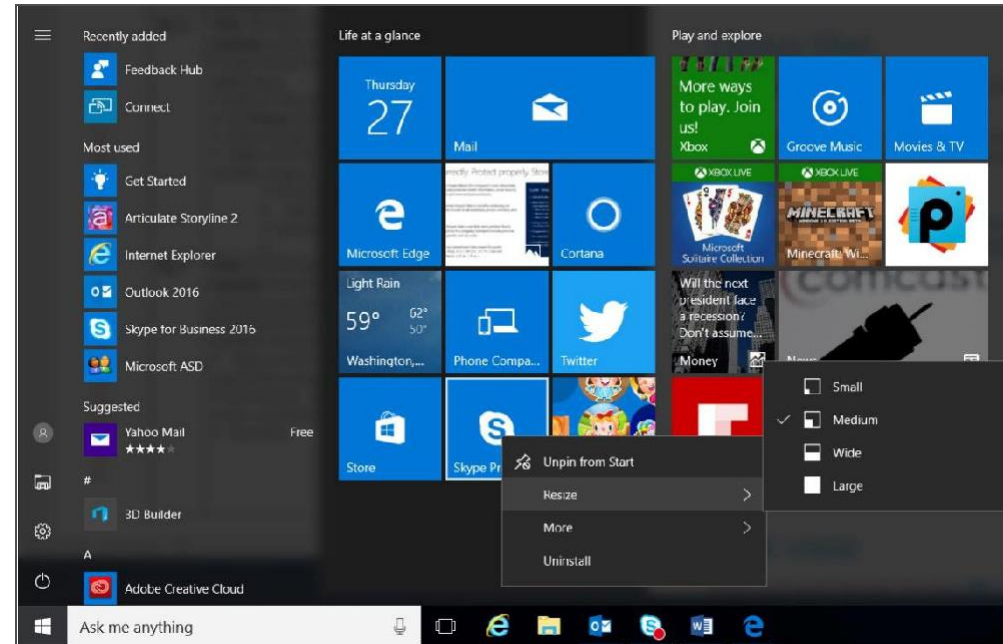 Recently added
Feedback Hub
Connect
Most used
Get Started
Articulate Storyline 2
Internet Explorer
Outlook 2016
Skype for Business 2016
Microsoft ASD
Suggested
Yahoo Mail
Free
#
3D Builder
A
Adobe Creative Cloud
Life at a glance
Thursday
27
Mail
Microsoft Edge
Cortana
Light Rain
59°
62°
50°
Washington,...
Phone Compa...
Twitter
Store
Skype Pr
Play and explore
More ways
to play. Join
us!
Xbox
Groove Music
Movies & TV
XBOX LIVE
Microsoft
Solitaire Collection
XBOX LIVE
MINECRAFT
Minecraft: Wi...
Will the next
president face
a recession?
Don't assume...
Money
comcast
News
Unpin from Start
Resize
More
Uninstall
Small
Medium
Wide
Large
Ask me anything